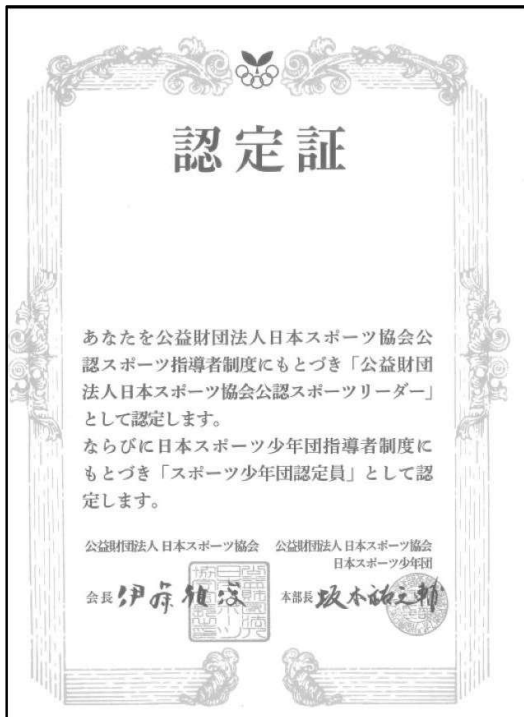 認定証
あなたを公益財団法人日本スポーツ協会公
認スポーツ指導者制度にもとづき「公益財団
法人日本スポーツ協会公認スポーツリーダー」
として認定します。
ならびに日本スポーツ少年団指導者制度に
もとづき「スポーツ少年団認定員」として認
定します。
公益財団法人 日本スポーツ協会
会長 伊藤雅俊
公益財団法人 日本スポーツ協会
日本スポーツ少年団
本部長 坂本祐之輔